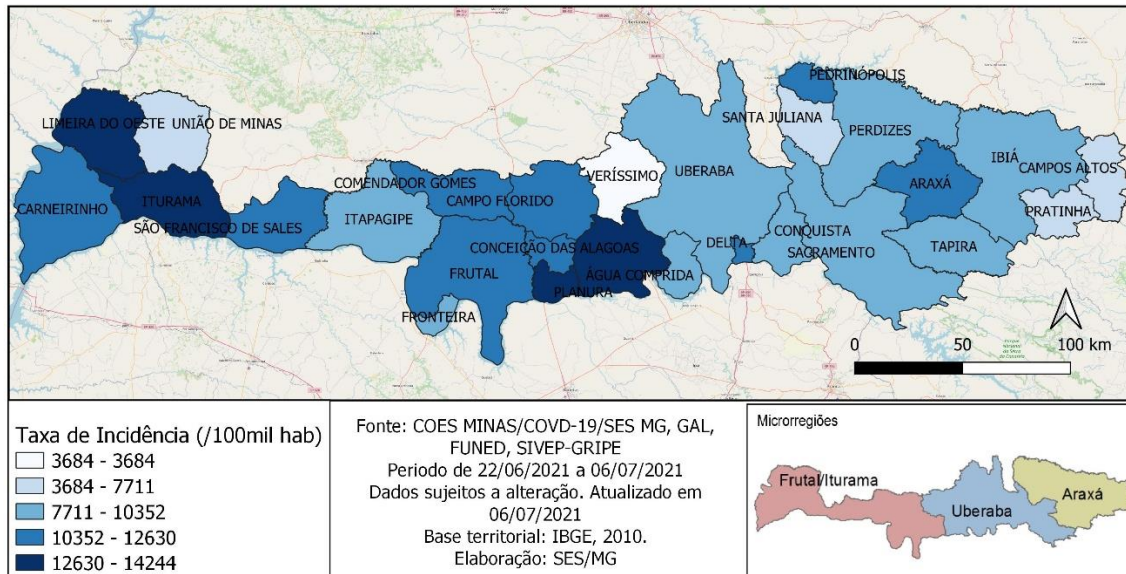 PEDRINÓPOLIS
LIMEIRA DO OESTE
UNIÃO DE MINAS
SANTA JULIANA
PERDIZES
IBIÁ
CAMPOS ALTOS
VERÍSSIMO
UBERABA
COMENDADOR GOMES
ARAXÁ
CARNEIRINHO
ITURAMA
CAMPO FLORIDO
PRATINHA
ITAPAGIPE
SÃO FRANCISCO DE SALES
CONCEIÇÃO DAS ALAGOAS
DELTA
CONQUISTA
SACRAMENTO
TAPIRA
FRUTAL
ÁGUA COMPRIDA
PLANURA
FRONTEIRA
0 50 100 km
Taxa de Incidência (/100mil hab)
3684 - 3684
3684 - 7711
7711 - 10352
10352 - 12630
12630 - 14244
Fonte: COES MINAS/COVD-19/SES MG, GAL,
FUNED, SIVEP-GRIPE
Periodo de 22/06/2021 a 06/07/2021
Dados sujeitos a alteração. Atualizado em
06/07/2021
Base territorial: IBGE, 2010.
Elaboração: SES/MG
Microrregiões
Frutal/Iturama
Uberaba
Araxá